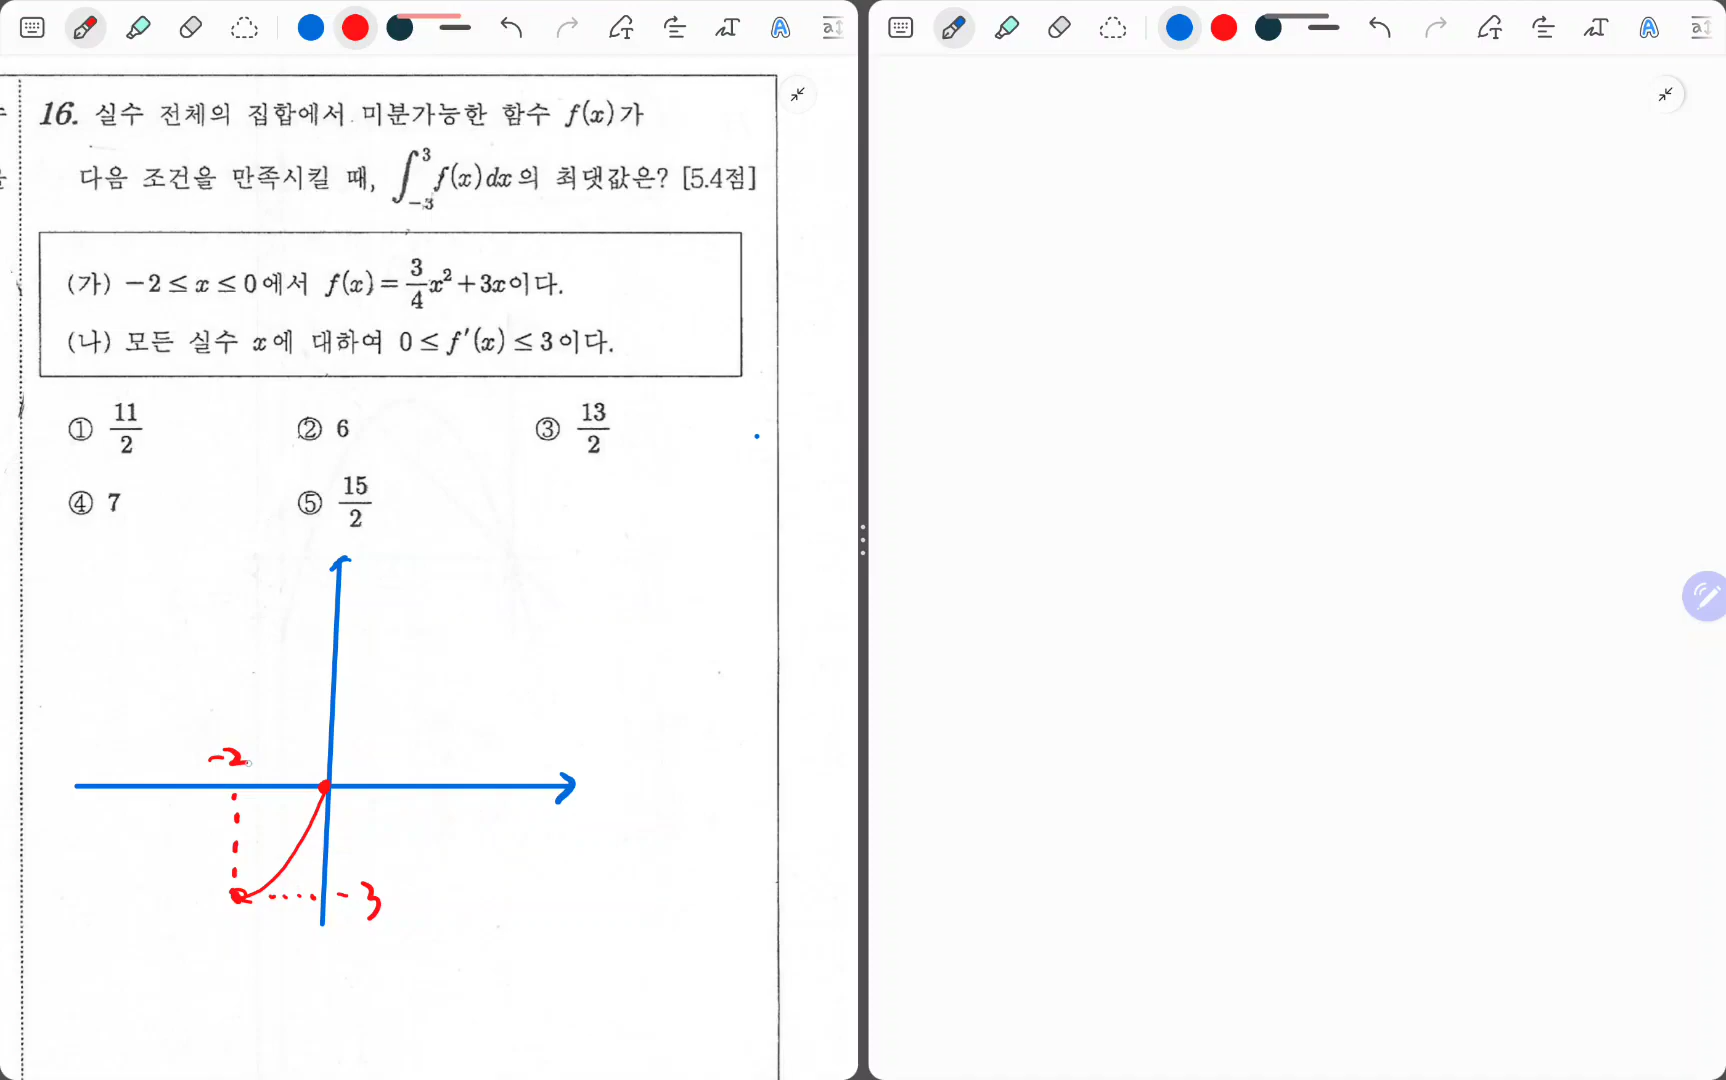 16. 실수 전체의 집합에서 미분가능한 함수 f(x)가
다음 조건을 만족시킬 때, ∫_{-3}^{3} f(x)dx의 최댓값은? [5.4점]
(가) -2 ≤ x ≤ 0에서 f(x) = 3/4 x² + 3x이다.
(나) 모든 실수 x에 대하여 0 ≤ f′(x) ≤ 3이다.
① 11/2 ② 6 ③ 13/2
④ 7 ⑤ 15/2
-2
-3